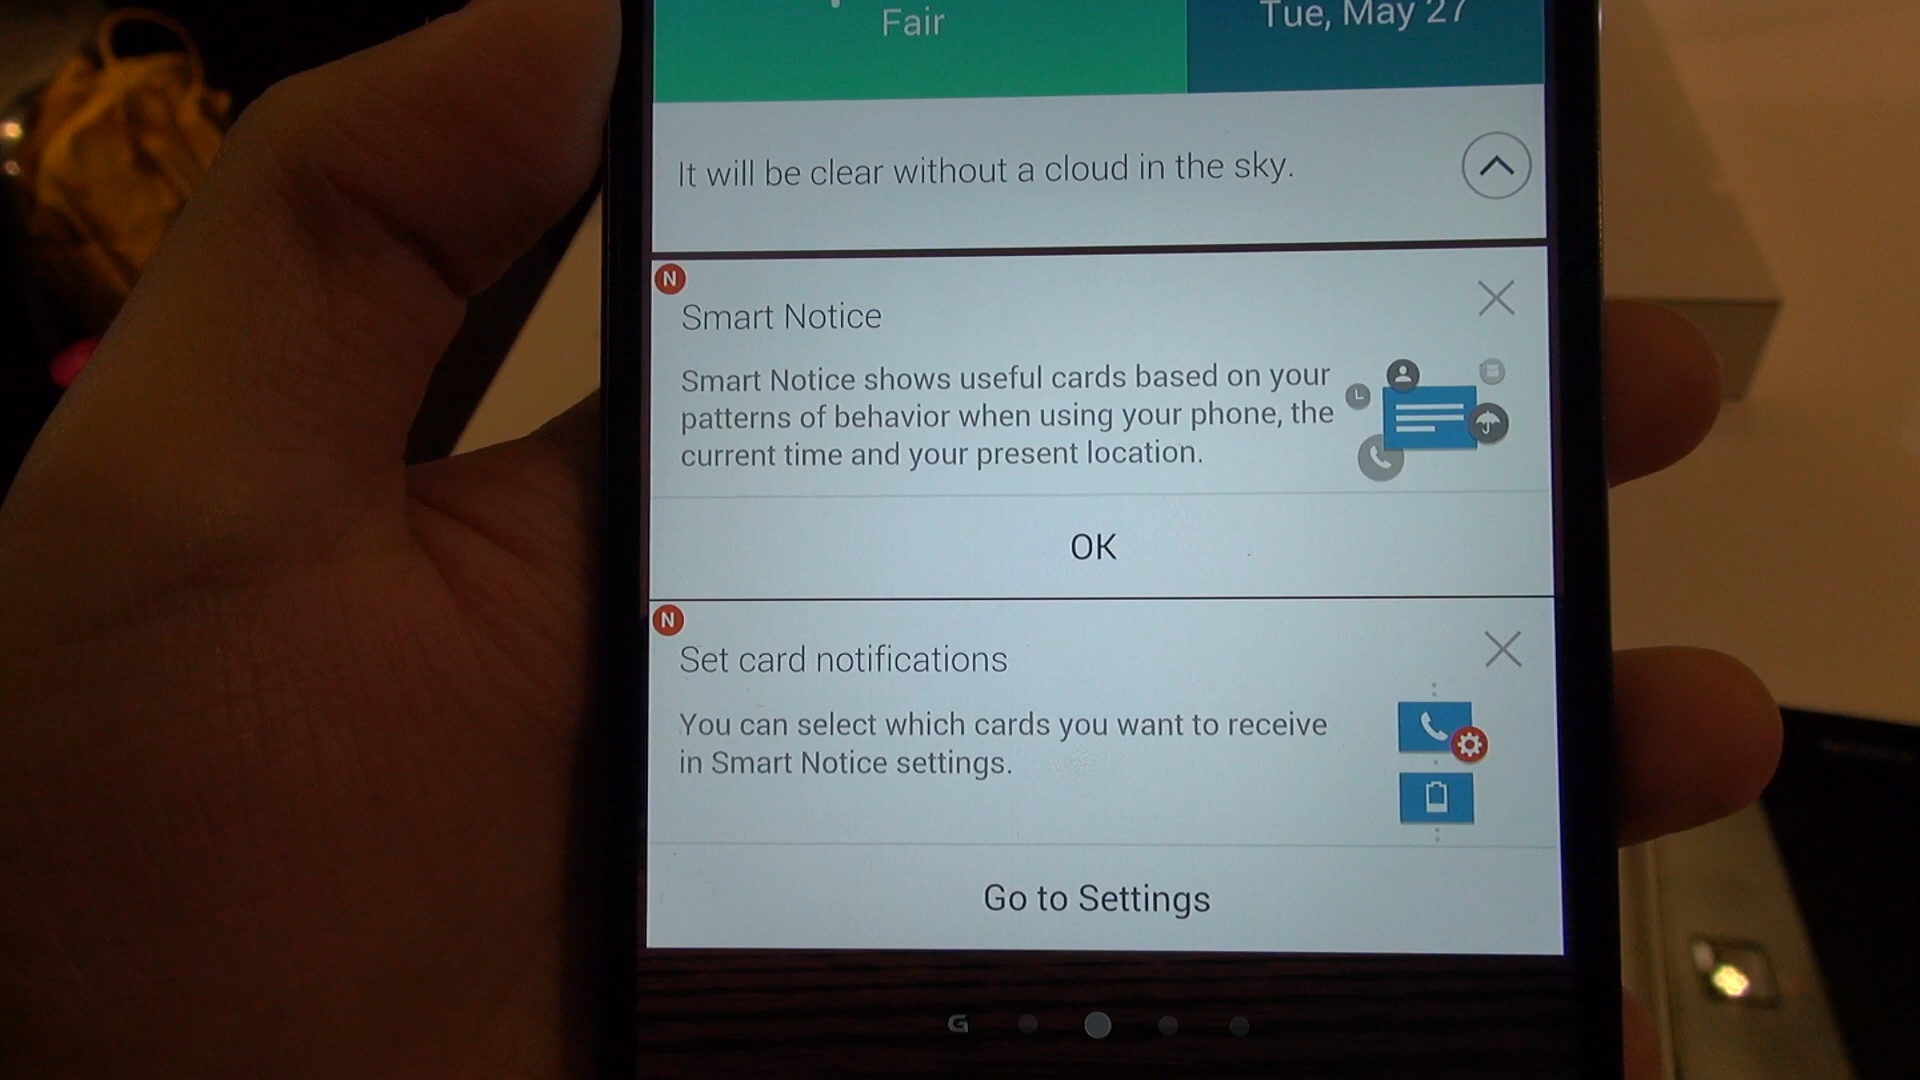 Fair
Tue, May 27
It will be clear without a cloud in the sky.
N
Smart Notice
Smart Notice shows useful cards based on your
patterns of behavior when using your phone, the
current time and your present location.
OK
N
Set card notifications
You can select which cards you want to receive
in Smart Notice settings.
Go to Settings
G